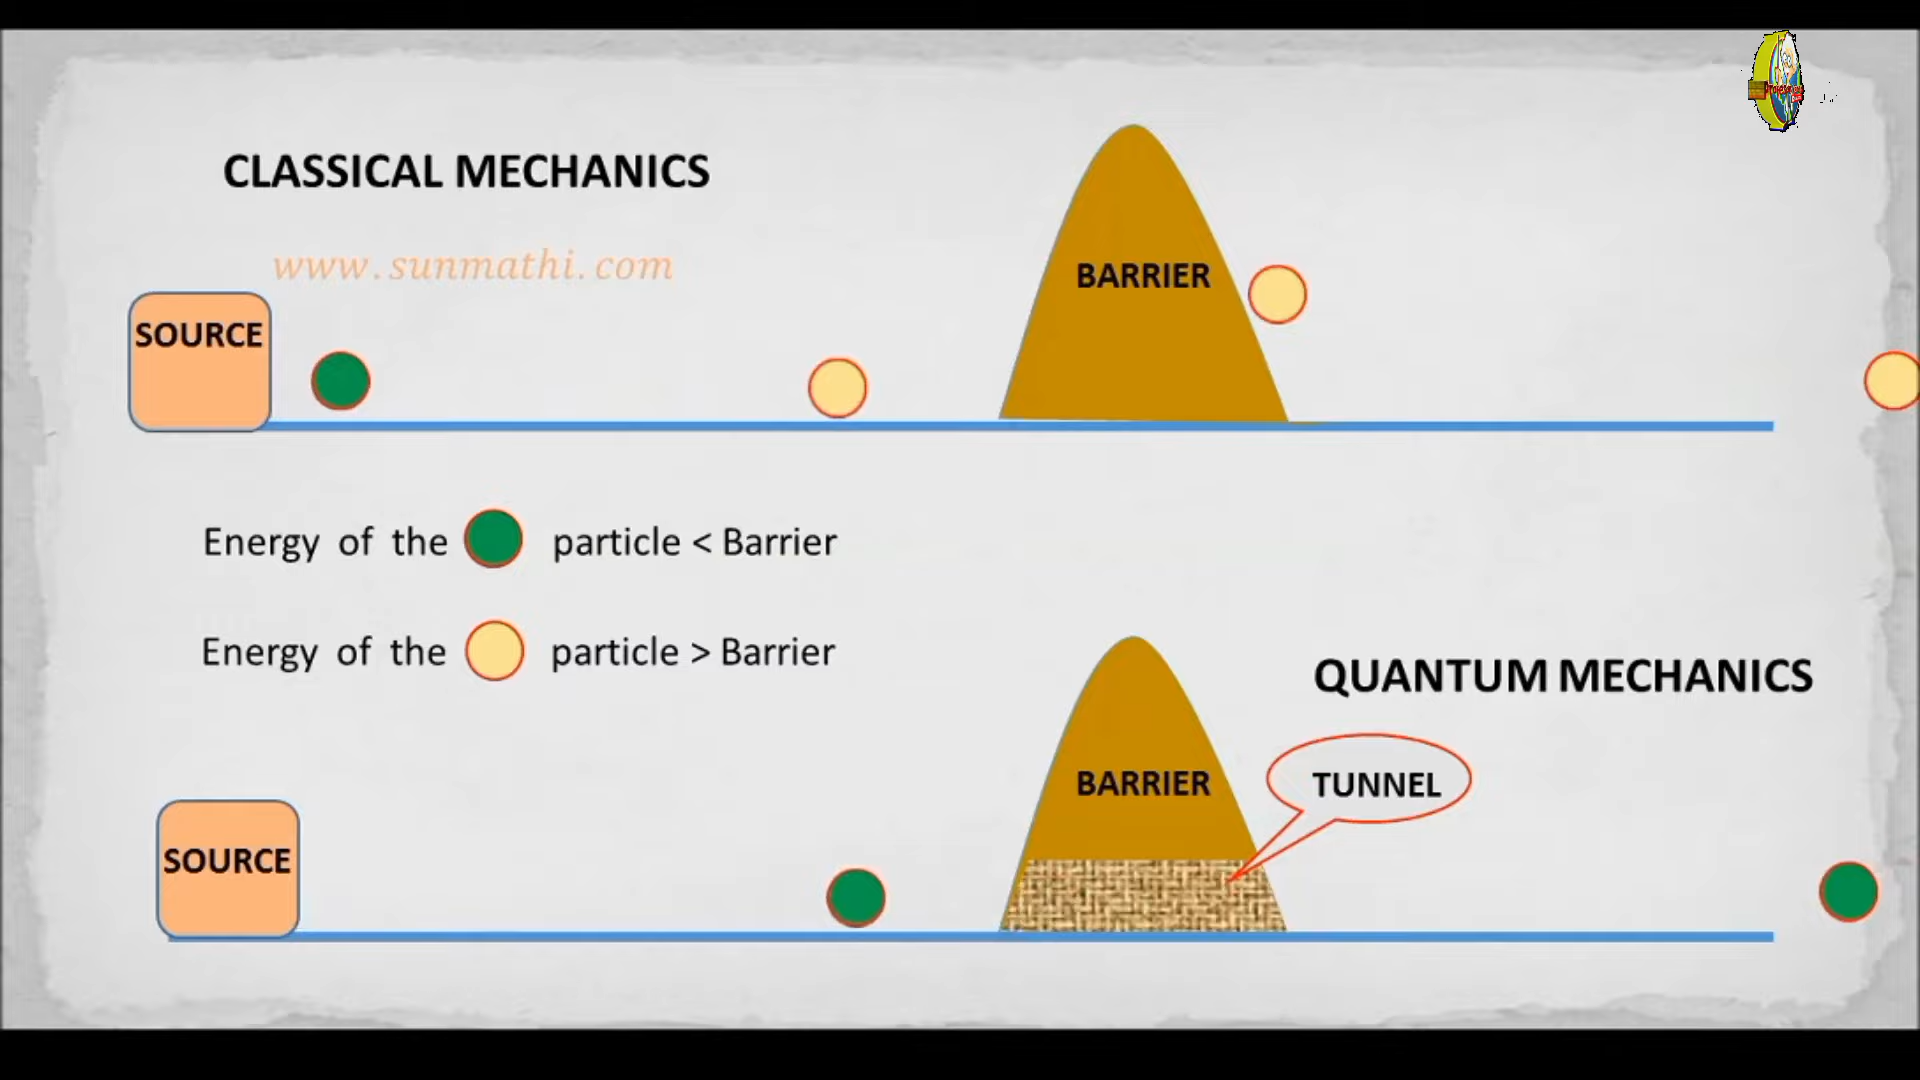 CLASSICAL MECHANICS
www.sunmathi.com
BARRIER
SOURCE
Energy of the particle < Barrier
Energy of the particle > Barrier
QUANTUM MECHANICS
BARRIER
TUNNEL
SOURCE